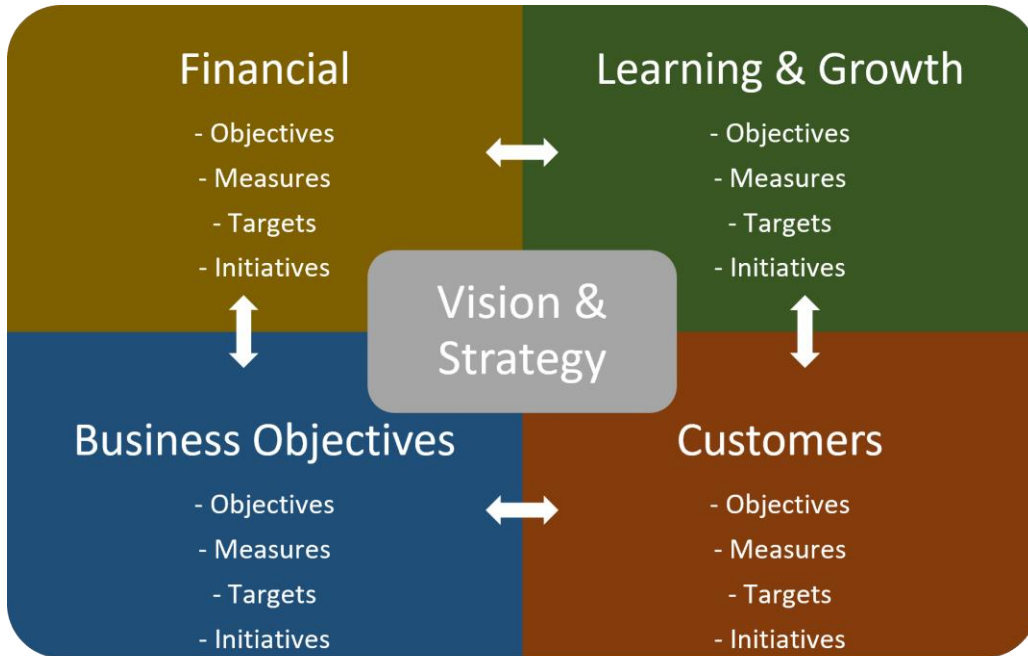 Financial
- Objectives
- Measures
- Targets
- Initiatives
Learning & Growth
- Objectives
- Measures
- Targets
- Initiatives
Vision &
Strategy
Business Objectives
- Objectives
- Measures
- Targets
- Initiatives
Customers
- Objectives
- Measures
- Targets
- Initiatives